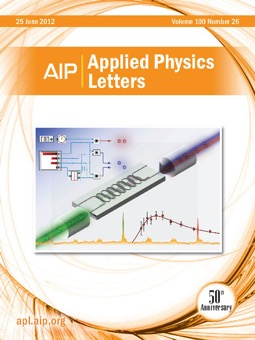 25 June 2012 Volume 100 Number 26
AIP Applied Physics
Letters
50th
Anniversary
apl.aip.org